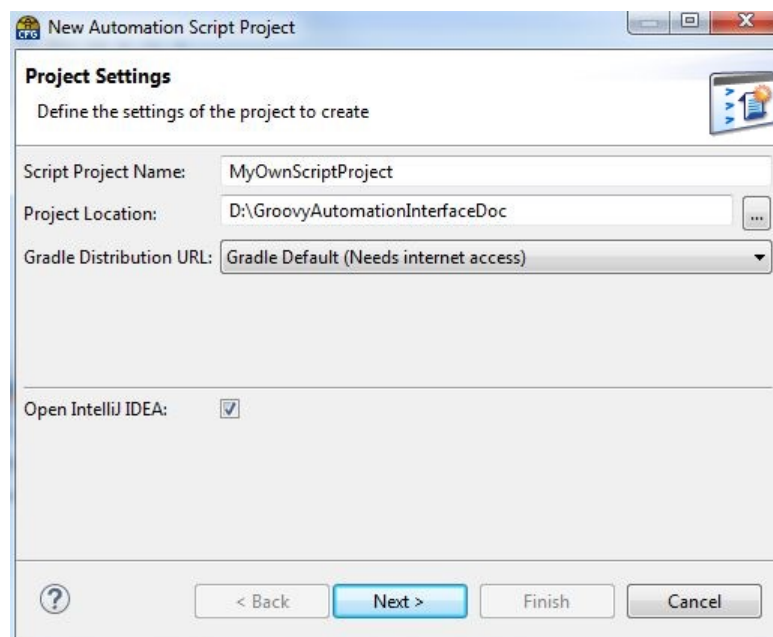 CFG New Automation Script Project
Project Settings
Define the settings of the project to create
Script Project Name: MyOwnScriptProject
Project Location: D:\GroovyAutomationInterfaceDoc ...
Gradle Distribution URL: Gradle Default (Needs internet access)
Open IntelliJ IDEA:
? < Back Next > Finish Cancel